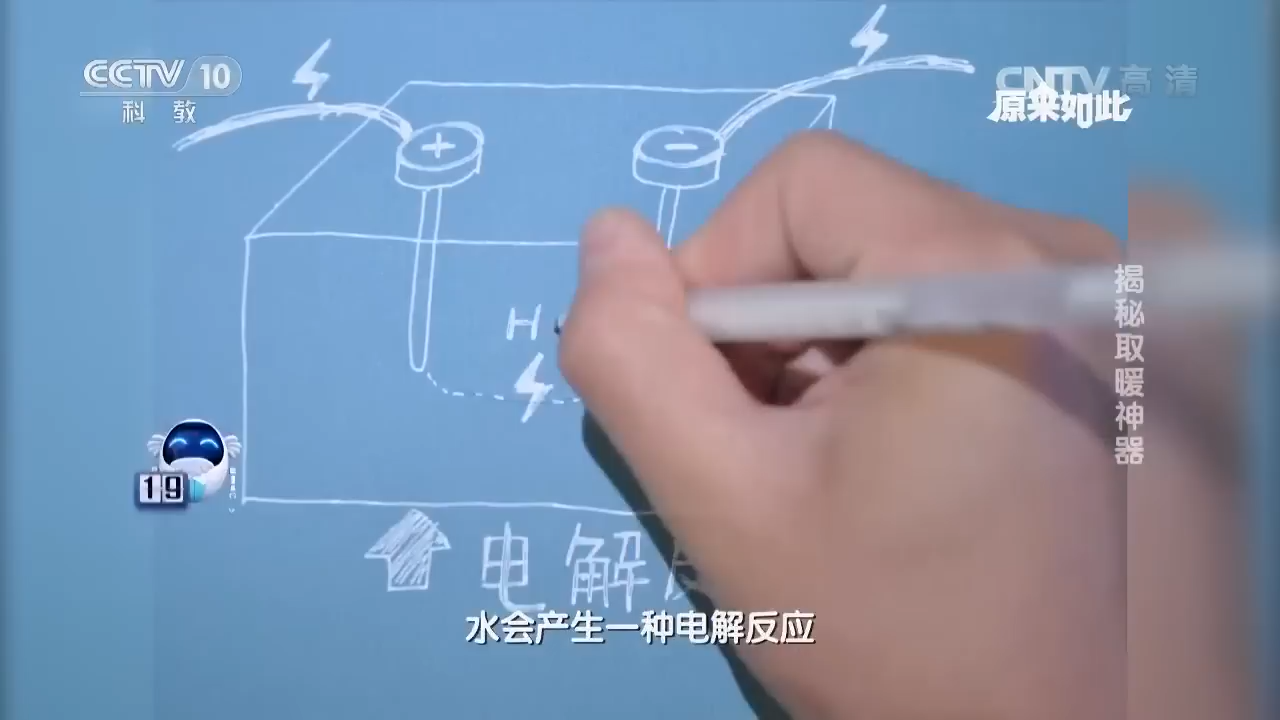 CCTV 10
科教
CNTV 高清
原来如此
揭秘取暖神器
+
-
H
19
电解
水会产生一种电解反应